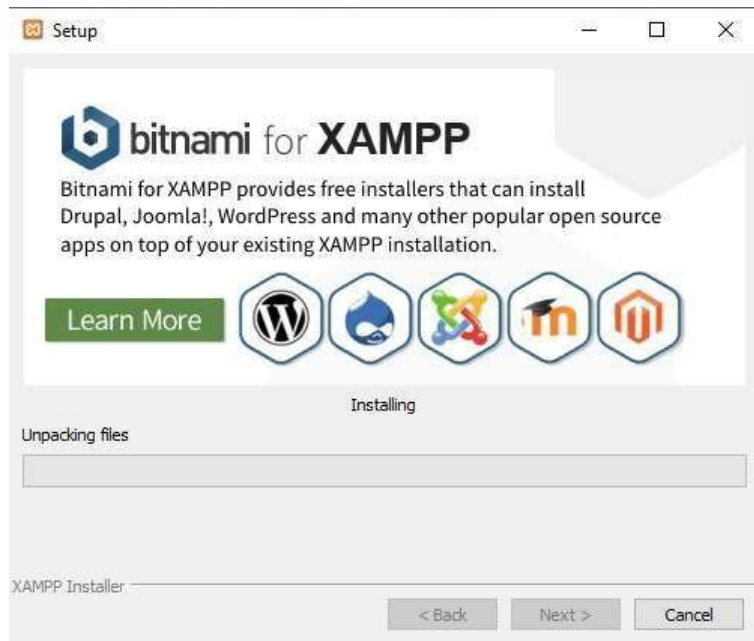 Setup
bitnami for XAMPP
Bitnami for XAMPP provides free installers that can install
Drupal, Joomla!, WordPress and many other popular open source
apps on top of your existing XAMPP installation.
Learn More
Installing
Unpacking files
XAMPP Installer
< Back Next > Cancel